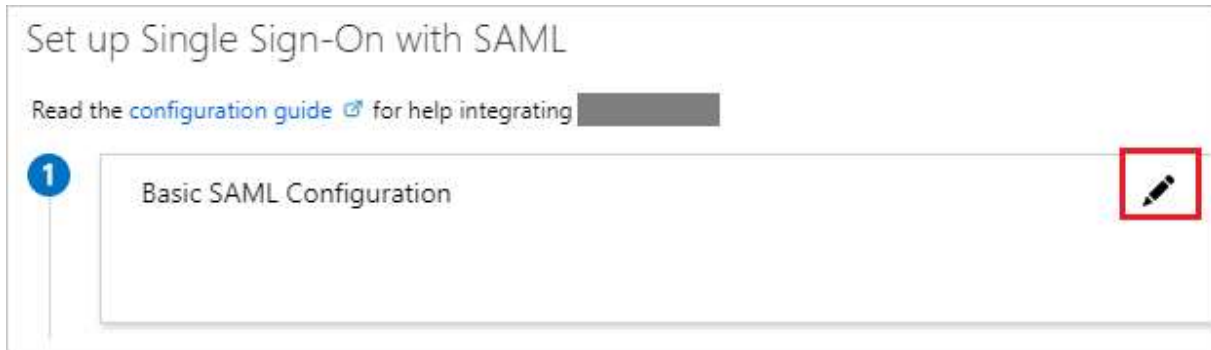 Set up Single Sign-On with SAML
Read the configuration guide for help integrating
1
Basic SAML Configuration